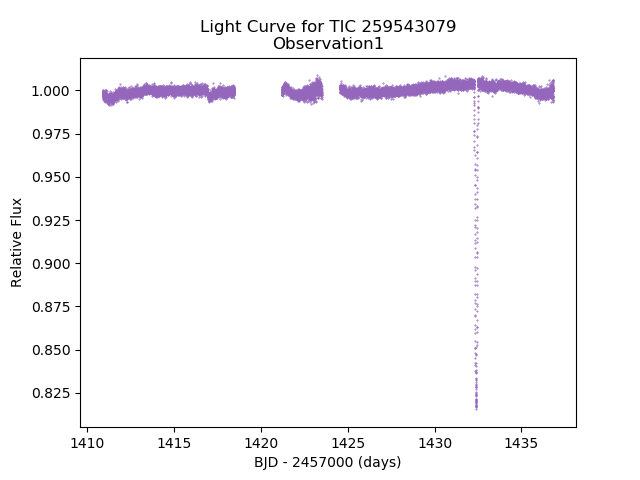 Light Curve for TIC 259543079
Observation1
1.000
0.975
0.950
0.925
0.900
0.875
0.850
0.825
Relative Flux
1410 1415 1420 1425 1430 1435
BJD - 2457000 (days)